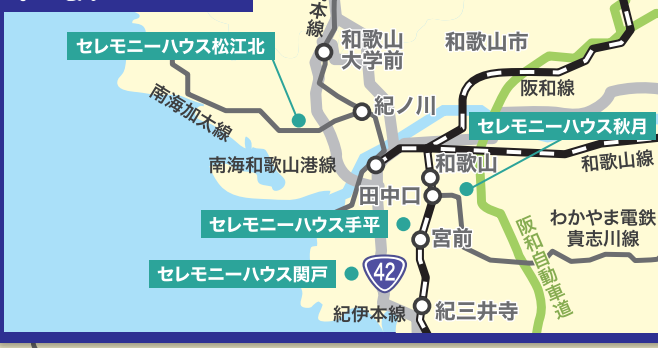 本線
和歌山
大学前
和歌山市
セレモニーハウス松江北
阪和線
南海加太線
紀ノ川
セレモニーハウス秋月
南海和歌山港線
和歌山
和歌山線
田中口
セレモニーハウス手平
わかやま電鉄
貴志川線
宮前
阪和自動車道
セレモニーハウス関戸
42
紀伊本線
紀三井寺